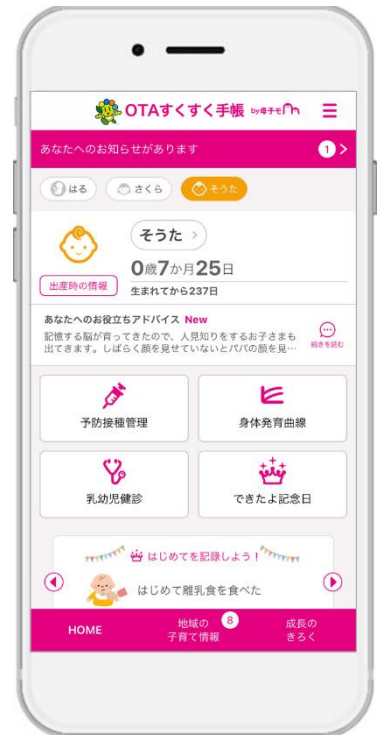 OTAすくすく手帳 by母子モ
あなたへのお知らせがあります 1
はる さくら そうた
そうた
0歳7か月25日
出産時の情報
生まれてから237日
あなたへのお役立ちアドバイス New
記憶する脳が育ってきたので、人見知りをするお子さまも
出てきます。しばらく顔を見せていないとパパの顔を見…
続きを読む
予防接種管理
身体発育曲線
乳幼児健診
できたよ記念日
はじめてを記録しよう!
はじめて離乳食を食べた
HOME
地域の 8
子育て情報
成長の
きろく